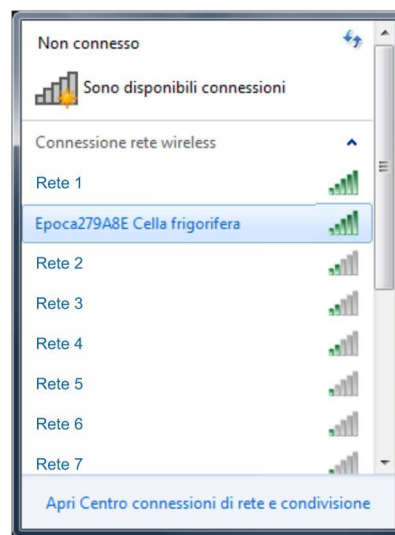 Non connesso
Sono disponibili connessioni
Connessione rete wireless
Rete 1
Epoca279A8E Cella frigorifera
Rete 2
Rete 3
Rete 4
Rete 5
Rete 6
Rete 7
Apri Centro connessioni di rete e condivisione